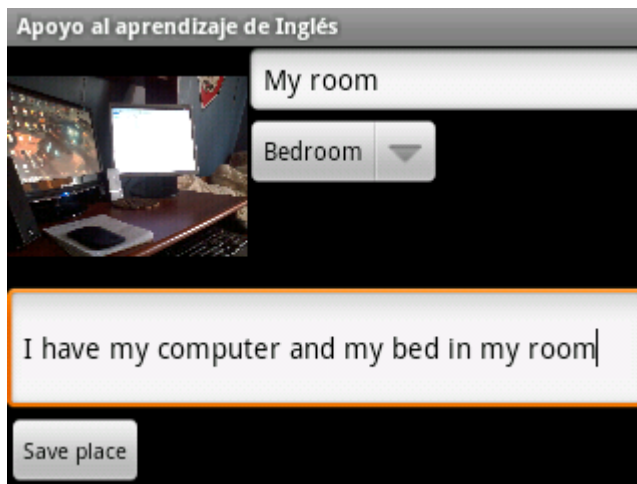 Apoyo al aprendizaje de Inglés
My room
Bedroom
I have my computer and my bed in my room
Save place